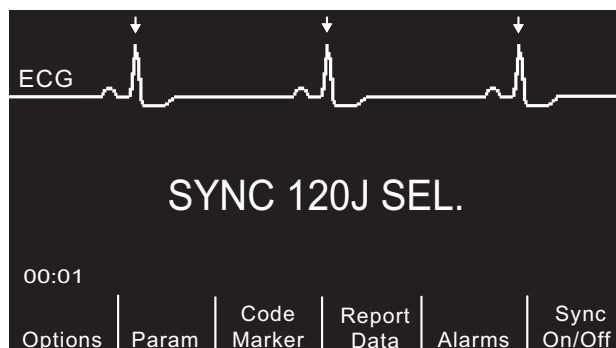 ECG
SYNC 120J SEL.
00:01
Options Param Code Marker Report Data Alarms Sync On/Off